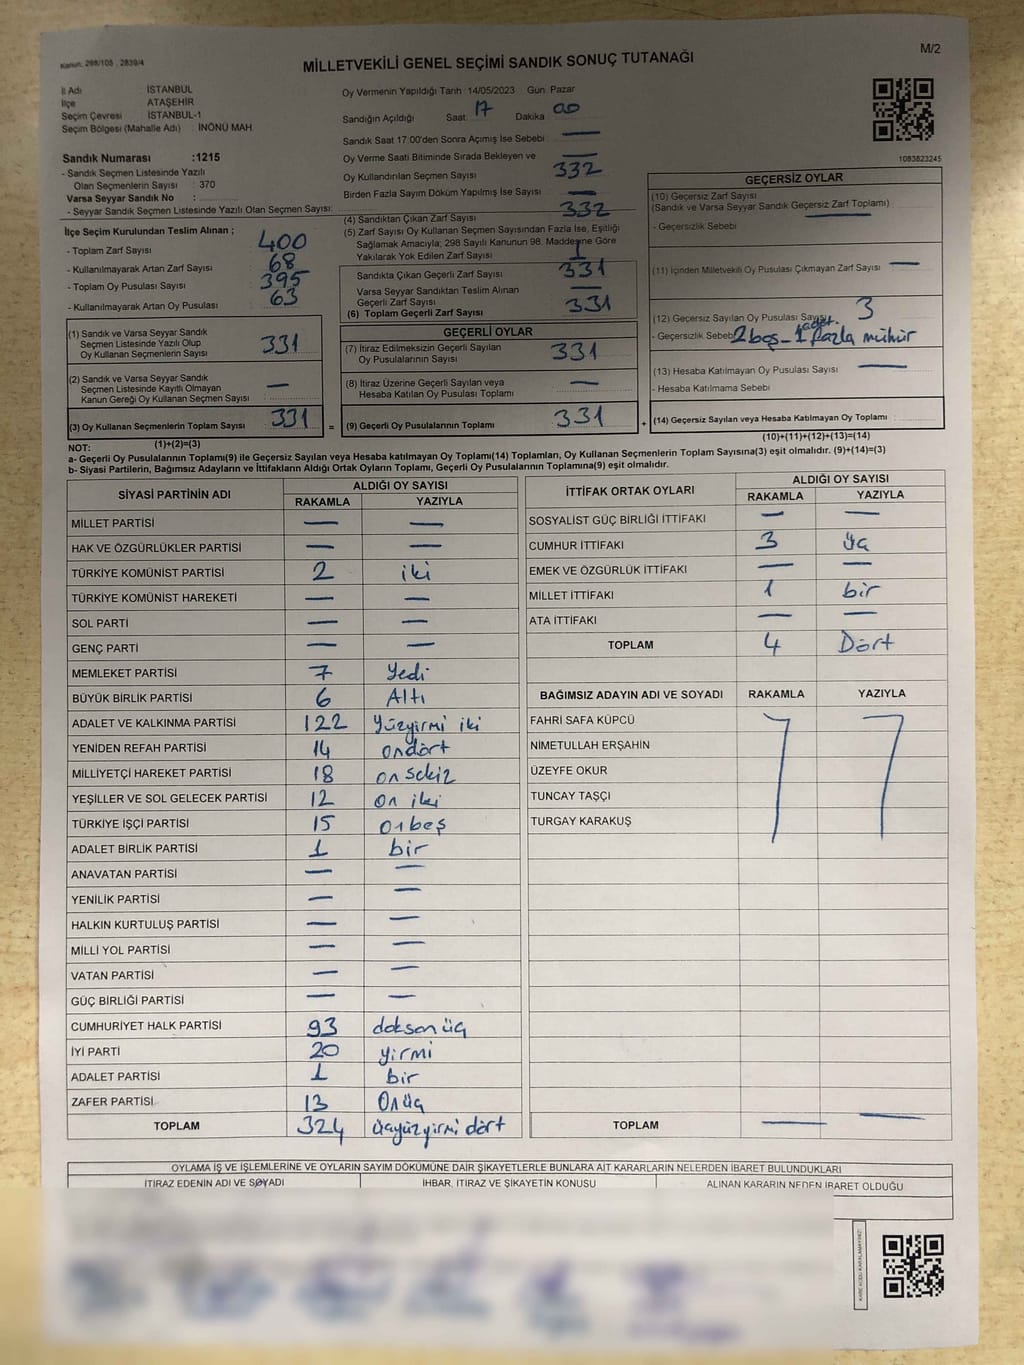 Kanun: 298/105 , 2839/4
MİLLETVEKİLİ GENEL SEÇİMİ SANDIK SONUÇ TUTANAĞI
M/2
İl Adı İSTANBUL
İlçe ATAŞEHİR
Seçim Çevresi İSTANBUL-1
Seçim Bölgesi (Mahalle Adı) : İNÖNÜ MAH
Sandık Numarası :1215
- Sandık Seçmen Listesinde Yazılı
Olan Seçmenlerin Sayısı : 370
Varsa Seyyar Sandık No :
- Seyyar Sandık Seçmen Listesinde Yazılı Olan Seçmen Sayısı:
İlçe Seçim Kurulundan Teslim Alınan ;
- Toplam Zarf Sayısı 400
- Kullanılmayarak Artan Zarf Sayısı 68
- Toplam Oy Pusulası Sayısı 395
- Kullanılmayarak Artan Oy Pusulası 63
Oy Vermenin Yapıldığı Tarih :14/05/2023 Gün: Pazar
Sandığın Açıldığı Saat: 17 Dakika 00
Sandık Saat 17:00'den Sonra Açımış İse Sebebi : —
Oy Verme Saati Bitiminde Sırada Bekleyen ve —
Oy Kullandırılan Seçmen Sayısı 332
Birden Fazla Sayım Döküm Yapılmış İse Sayısı —
(4) Sandıktan Çıkan Zarf Sayısı 332
(5) Zarf Sayısı Oy Kullanan Seçmen Sayısından Fazla İse, Eşitliği
Sağlamak Amacıyla; 298 Sayılı Kanunun 98. Maddesine Göre
Yakılarak Yok Edilen Zarf Sayısı 1
Sandıkta Çıkan Geçerli Zarf Sayısı 331
Varsa Seyyar Sandıktan Teslim Alınan
Geçerli Zarf Sayısı —
(6) Toplam Geçerli Zarf Sayısı 331
1083823245
GEÇERSİZ OYLAR
(10) Geçersiz Zarf Sayısı
(Sandık ve Varsa Seyyar Sandık Geçersiz Zarf Toplamı) —
- Geçersizlik Sebebi
(11) İçinden Milletvekili Oy Pusulası Çıkmayan Zarf Sayısı —
(12) Geçersiz Sayılan Oy Pusulası Sayısı 3
- Geçersizlik Sebebi 2 boş - 1 adet fazla mühür
(13) Hesaba Katılmayan Oy Pusulası Sayısı —
- Hesaba Katılmama Sebebi
(14) Geçersiz Sayılan veya Hesaba Katılmayan Oy Toplamı
(10)+(11)+(12)+(13)=(14)
(1) Sandık ve Varsa Seyyar Sandık
Seçmen Listesinde Yazılı Olup
Oy Kullanan Seçmenlerin Sayısı 331
(2) Sandık ve Varsa Seyyar Sandık
Seçmen Listesinde Kayıtlı Olmayan
Kanun Gereği Oy Kullanan Seçmen Sayısı —
(3) Oy Kullanan Seçmenlerin Toplam Sayısı 331
(1)+(2)=(3)
=
GEÇERLİ OYLAR
(7) İtiraz Edilmeksizin Geçerli Sayılan
Oy Pusulalarının Sayısı 331
(8) İtiraz Üzerine Geçerli Sayılan veya
Hesaba Katılan Oy Pusulası Toplamı —
(9) Geçerli Oy Pusulalarının Toplamı 331
+
NOT:
a- Geçerli Oy Pusulalarının Toplamı(9) ile Geçersiz Sayılan veya Hesaba katılmayan Oy Toplamı(14) Toplamları, Oy Kullanan Seçmenlerin Toplam Sayısına(3) eşit olmalıdır. (9)+(14)=(3)
b- Siyasi Partilerin, Bağımsız Adayların ve İttifakların Aldığı Ortak Oyların Toplamı, Geçerli Oy Pusulalarının Toplamına(9) eşit olmalıdır.
SİYASİ PARTİNİN ADI ALDIĞI OY SAYISI
RAKAMLA YAZIYLA
MİLLET PARTİSİ — —
HAK VE ÖZGÜRLÜKLER PARTİSİ — —
TÜRKİYE KOMÜNİST PARTİSİ 2 iki
TÜRKİYE KOMÜNİST HAREKETİ — —
SOL PARTİ — —
GENÇ PARTİ — —
MEMLEKET PARTİSİ 7 Yedi
BÜYÜK BİRLİK PARTİSİ 6 Altı
ADALET VE KALKINMA PARTİSİ 122 Yüzyirmi iki
YENİDEN REFAH PARTİSİ 14 ondört
MİLLİYETÇİ HAREKET PARTİSİ 18 on sekiz
YEŞİLLER VE SOL GELECEK PARTİSİ 12 on iki
TÜRKİYE İŞÇİ PARTİSİ 15 onbeş
ADALET BİRLİK PARTİSİ 1 bir
ANAVATAN PARTİSİ — —
YENİLİK PARTİSİ — —
HALKIN KURTULUŞ PARTİSİ — —
MİLLİ YOL PARTİSİ — —
VATAN PARTİSİ — —
GÜÇ BİRLİĞİ PARTİSİ — —
CUMHURİYET HALK PARTİSİ 93 doksan üç
İYİ PARTİ 20 yirmi
ADALET PARTİSİ 1 bir
ZAFER PARTİSİ 13 Onüç
TOPLAM 324 üçyüzyirmi dört
İTTİFAK ORTAK OYLARI ALDIĞI OY SAYISI
RAKAMLA YAZIYLA
SOSYALİST GÜÇ BİRLİĞİ İTTİFAKI — —
CUMHUR İTTİFAKI 3 üç
EMEK VE ÖZGÜRLÜK İTTİFAKI — —
MİLLET İTTİFAKI 1 bir
ATA İTTİFAKI — —
TOPLAM 4 Dört
BAĞIMSIZ ADAYIN ADI VE SOYADI RAKAMLA YAZIYLA
FAHRİ SAFA KÜPCÜ
NİMETULLAH ERŞAHİN
ÜZEYFE OKUR
TUNCAY TAŞÇI
TURGAY KARAKUŞ
TOPLAM — —
OYLAMA İŞ VE İŞLEMLERİNE VE OYLARIN SAYIM DÖKÜMÜNE DAİR ŞİKAYETLERLE BUNLARA AİT KARARLARIN NELERDEN İBARET BULUNDUKLARI
İTİRAZ EDENİN ADI VE SOYADI İHBAR, İTİRAZ VE ŞİKAYETİN KONUSU ALINAN KARARIN NEDEN İBARET OLDUĞU
KARE KODU KARALAMAYINIZ!